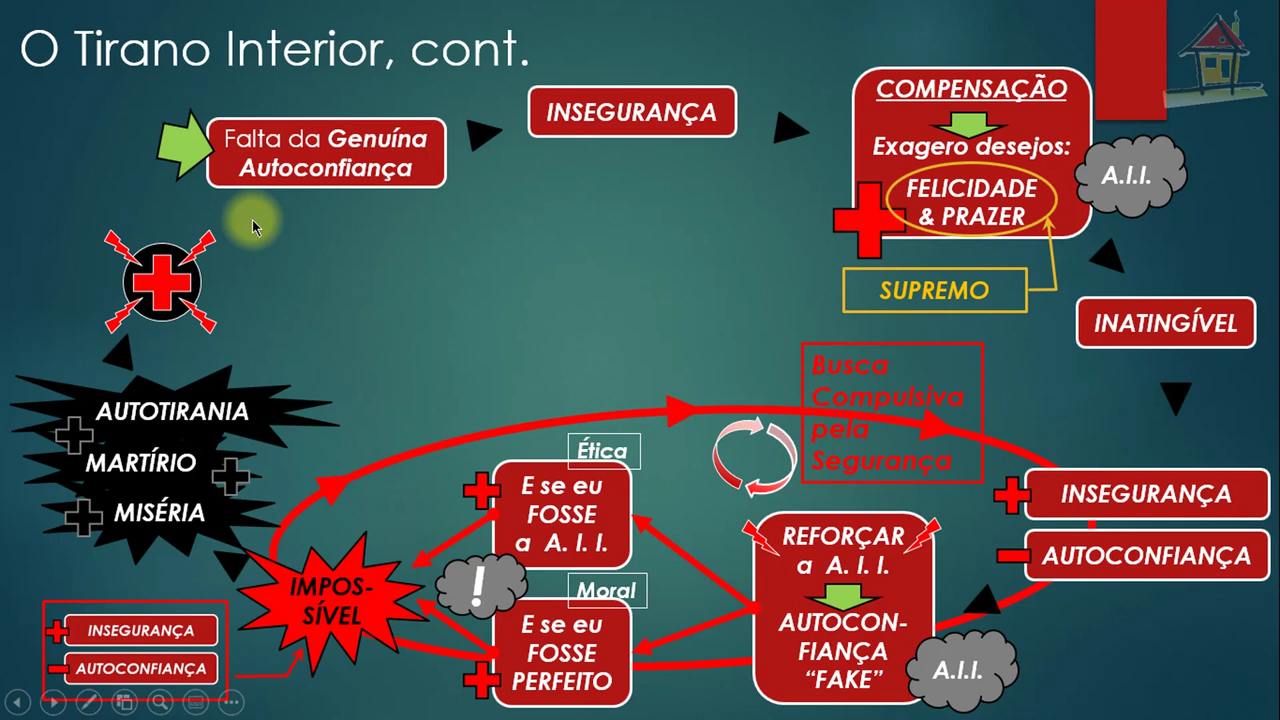 O Tirano Interior, cont.
Falta da Genuína
Autoconfiança
INSEGURANÇA
COMPENSAÇÃO
Exagero desejos:
FELICIDADE
& PRAZER
A.I.I.
SUPREMO
INATINGÍVEL
Busca
Compulsiva
pela
Segurança
INSEGURANÇA
AUTOCONFIANÇA
REFORÇAR
a A. I. I.
AUTOCON-
FIANÇA
“FAKE”
A.I.I.
Ética
E se eu
FOSSE
a A. I. I.
Moral
E se eu
FOSSE
PERFEITO
!
IMPOS-
SÍVEL
INSEGURANÇA
AUTOCONFIANÇA
AUTOTIRANIA
MARTÍRIO
MISÉRIA